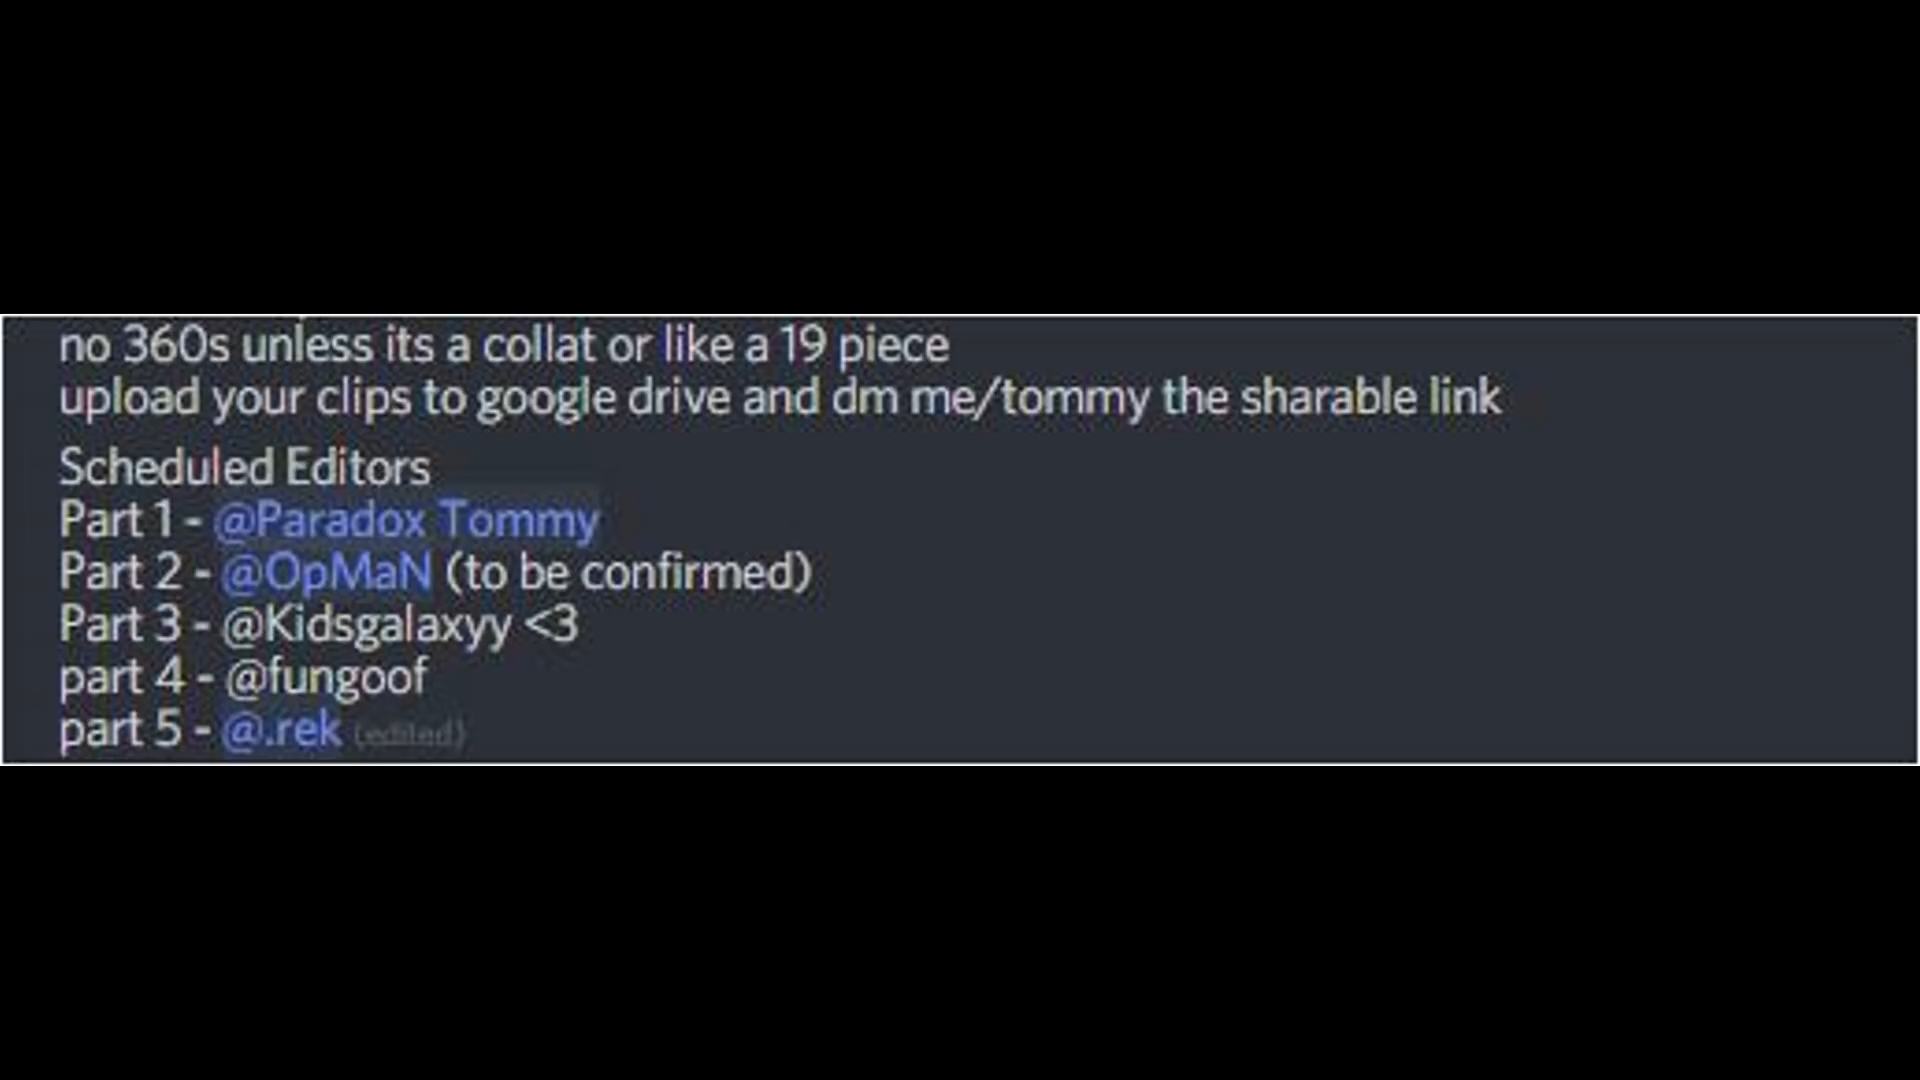 no 360s unless its a collat or like a 19 piece
upload your clips to google drive and dm me/tommy the sharable link
Scheduled Editors
Part 1 - @Paradox Tommy
Part 2 - @OpMaN (to be confirmed)
Part 3 - @Kidsgalaxyy <3
part 4 - @fungoof
part 5 - @.rek (edited)